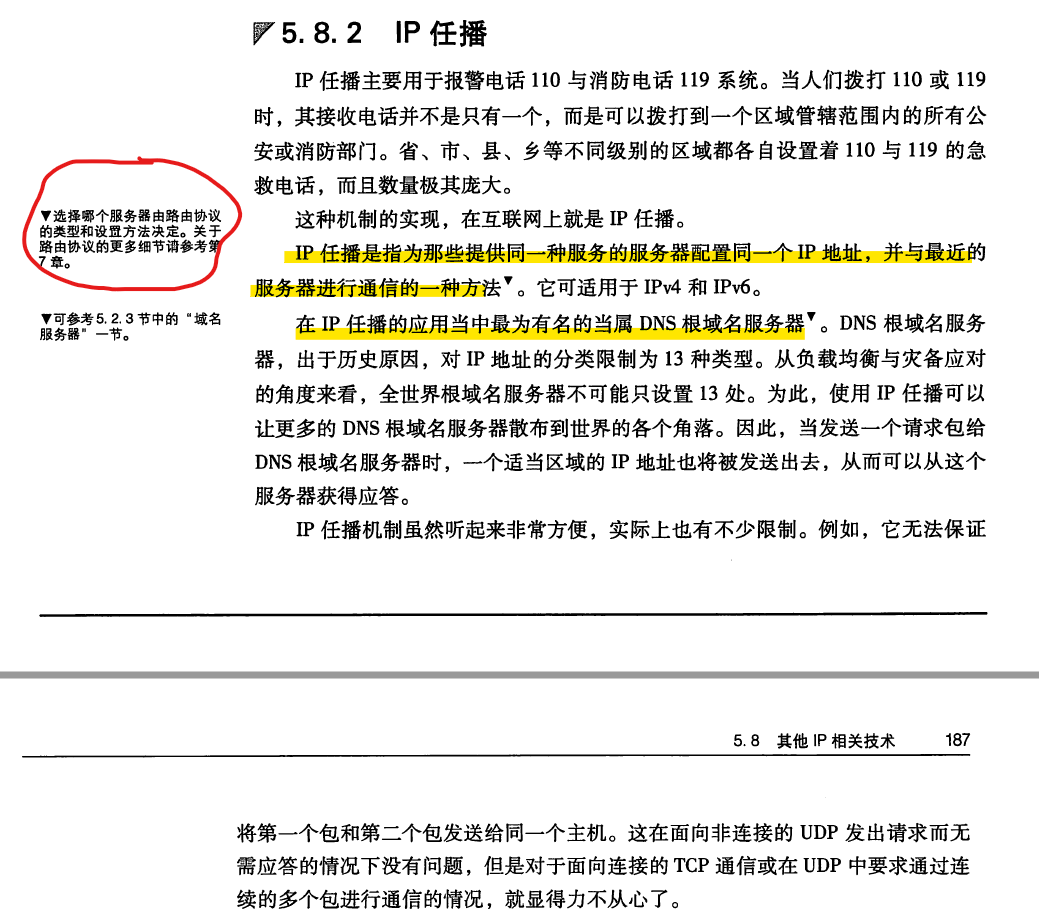 5.8.2 IP 任播
IP 任播主要用于报警电话 110 与消防电话 119 系统。当人们拨打 110 或 119
时，其接收电话并不是只有一个，而是可以拨打到一个区域管辖范围内的所有公
安或消防部门。省、市、县、乡等不同级别的区域都各自设置着 110 与 119 的急
救电话，而且数量极其庞大。
这种机制的实现，在互联网上就是 IP 任播。
▼选择哪个服务器由路由协议
的类型和设置方法决定。关于
路由协议的更多细节请参考第
7 章。
IP 任播是指为那些提供同一种服务的服务器配置同一个 IP 地址，并与最近的
服务器进行通信的一种方法▼。它可适用于 IPv4 和 IPv6。
▼可参考5.2.3 节中的“域名
服务器”一节。
在 IP 任播的应用当中最为有名的当属 DNS 根域名服务器▼。DNS 根域名服务
器，出于历史原因，对 IP 地址的分类限制为 13 种类型。从负载均衡与灾备应对
的角度来看，全世界根域名服务器不可能只设置 13 处。为此，使用 IP 任播可以
让更多的 DNS 根域名服务器散布到世界的各个角落。因此，当发送一个请求包给
DNS 根域名服务器时，一个适当区域的 IP 地址也将被发送出去，从而可以从这个
服务器获得应答。
IP 任播机制虽然听起来非常方便，实际上也有不少限制。例如，它无法保证
5.8 其他 IP 相关技术 187
将第一个包和第二个包发送给同一个主机。这在面向非连接的 UDP 发出请求而无
需应答的情况下没有问题，但是对于面向连接的 TCP 通信或在 UDP 中要求通过连
续的多个包进行通信的情况，就显得力不从心了。